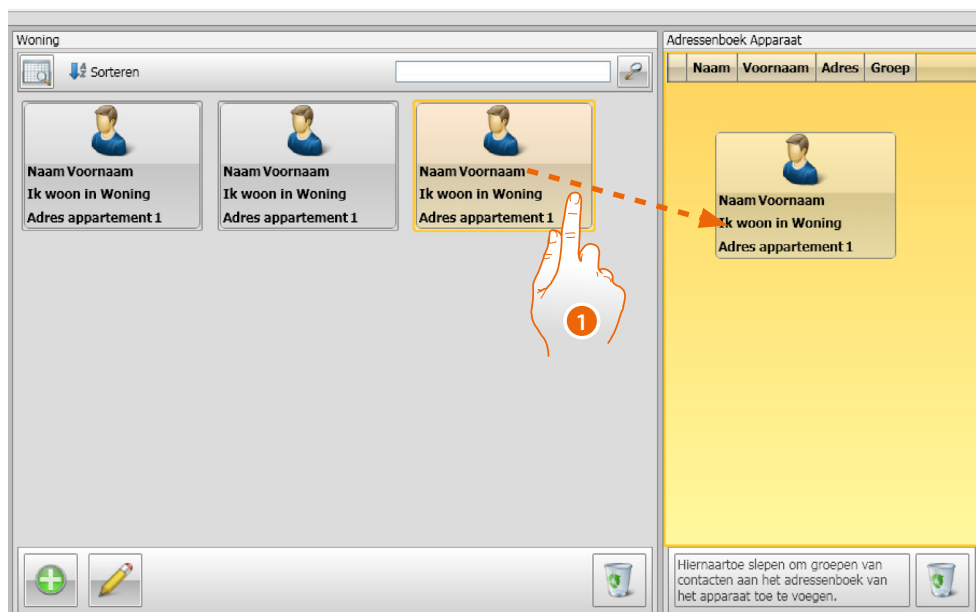 Woning
Sorteren
Naam Voornaam
Ik woon in Woning
Adres appartement 1
Naam Voornaam
Ik woon in Woning
Adres appartement 1
Naam Voornaam
Ik woon in Woning
Adres appartement 1
1
Adressenboek Apparaat
Naam Voornaam Adres Groep
Naam Voornaam
Ik woon in Woning
Adres appartement 1
Hiernaartoe slepen om groepen van
contacten aan het adressenboek van
het apparaat toe te voegen.